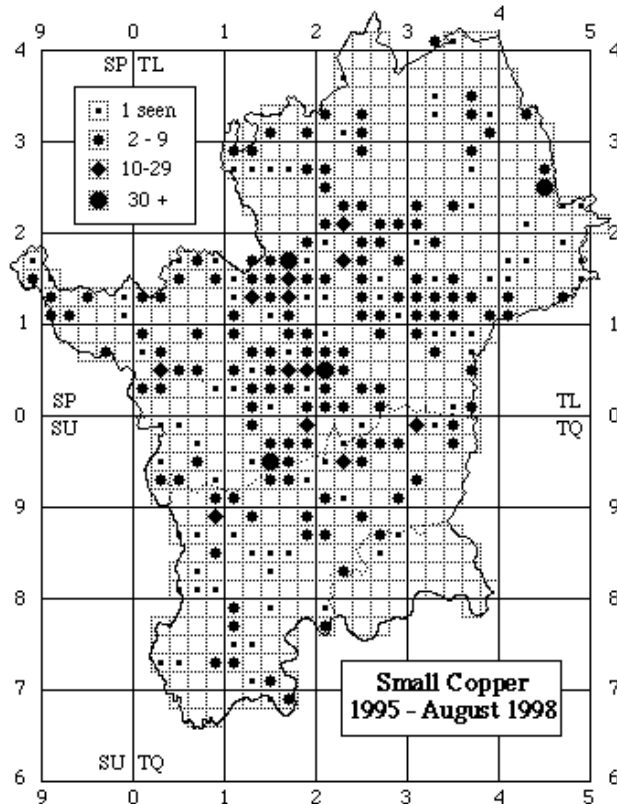 9 0 1 2 3 4 5
4 4
SP TL
1 seen
2 - 9
10-29
30 +
3 3
2 2
1 1
SP TL
0 0
SU TQ
9 9
8 8
Small Copper
1995 - August 1998
7 7
SU TQ
6 6
9 0 1 2 3 4 5